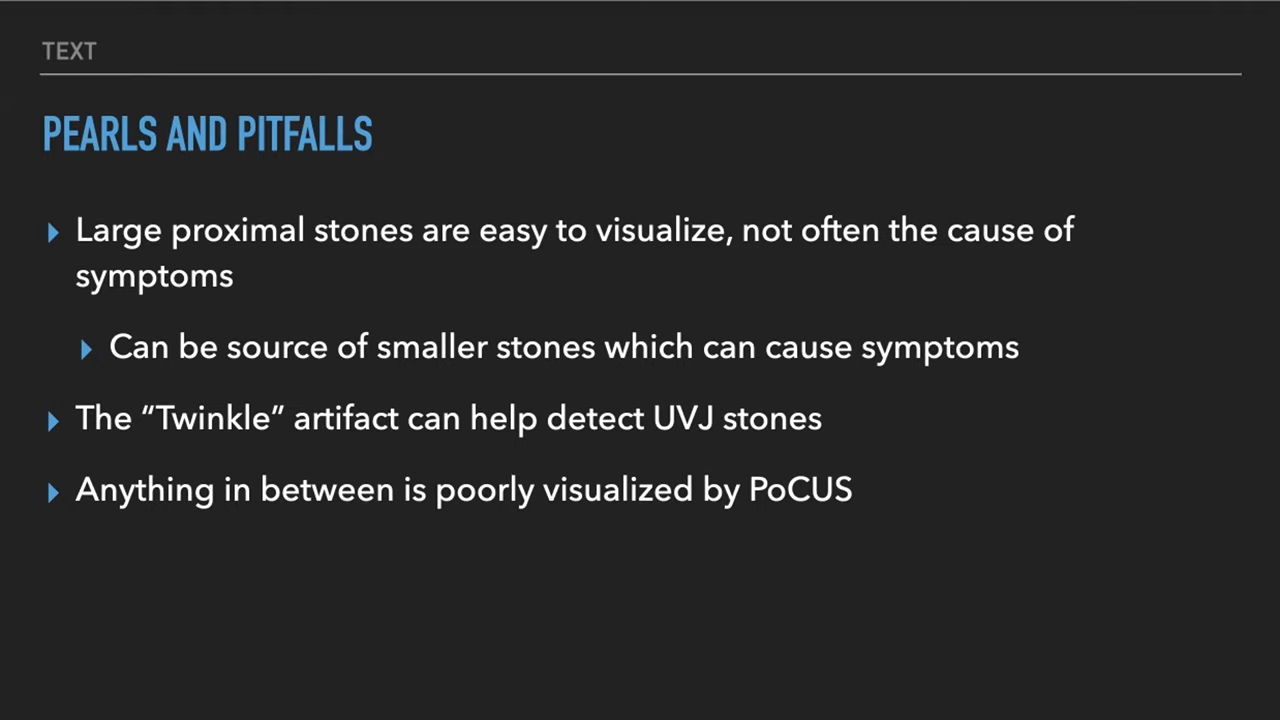 TEXT
PEARLS AND PITFALLS
Large proximal stones are easy to visualize, not often the cause of
symptoms
Can be source of smaller stones which can cause symptoms
The “Twinkle” artifact can help detect UVJ stones
Anything in between is poorly visualized by PoCUS